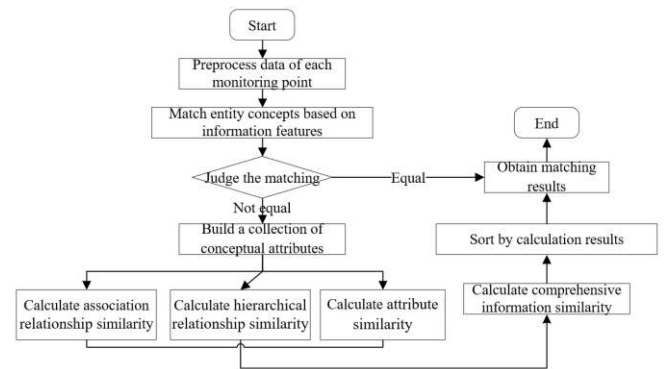 Start
Preprocess data of each
monitoring point
Match entity concepts based on
information features
End
Judge the matching
Equal
Obtain matching
results
Not equal
Build a collection of
conceptual attributes
Sort by calculation results
Calculate association
relationship similarity
Calculate hierarchical
relationship similarity
Calculate attribute
similarity
Calculate comprehensive
information similarity